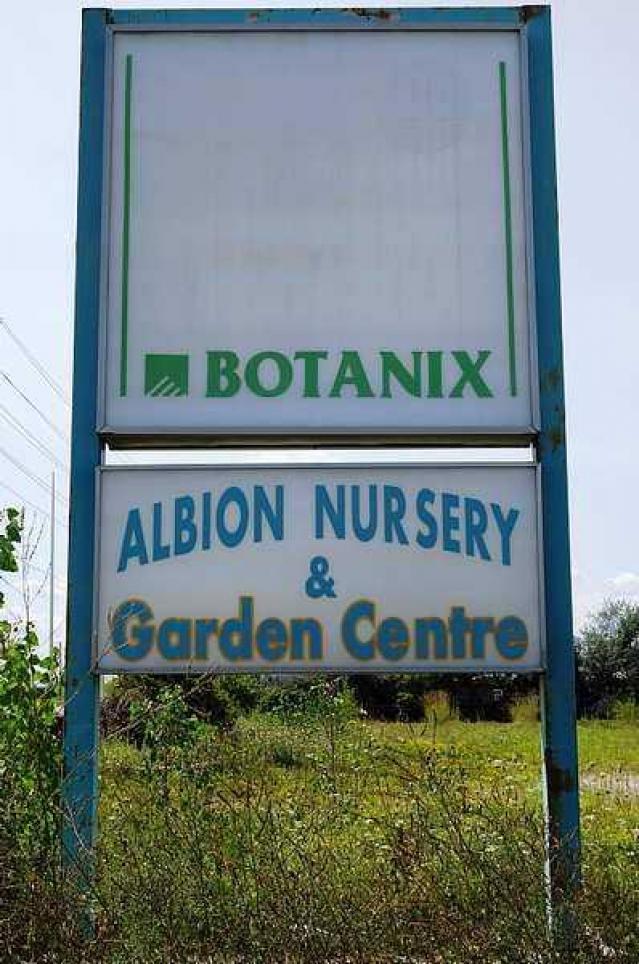 BOTANIX
ALBION NURSERY
&
Garden Centre